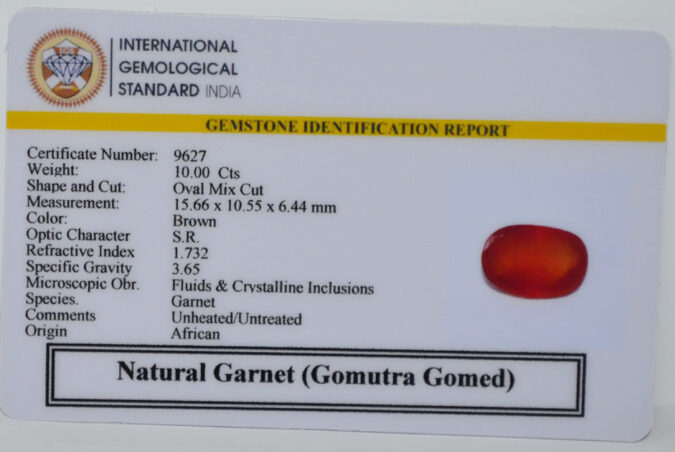 IGS
INTERNATIONAL
GEMOLOGICAL
STANDARD INDIA
GEMSTONE IDENTIFICATION REPORT
Certificate Number: 9627
Weight: 10.00 Cts
Shape and Cut: Oval Mix Cut
Measurement: 15.66 x 10.55 x 6.44 mm
Color: Brown
Optic Character S.R.
Refractive Index 1.732
Specific Gravity 3.65
Microscopic Obr. Fluids & Crystalline Inclusions
Species. Garnet
Comments Unheated/Untreated
Origin African
Natural Garnet (Gomutra Gomed)